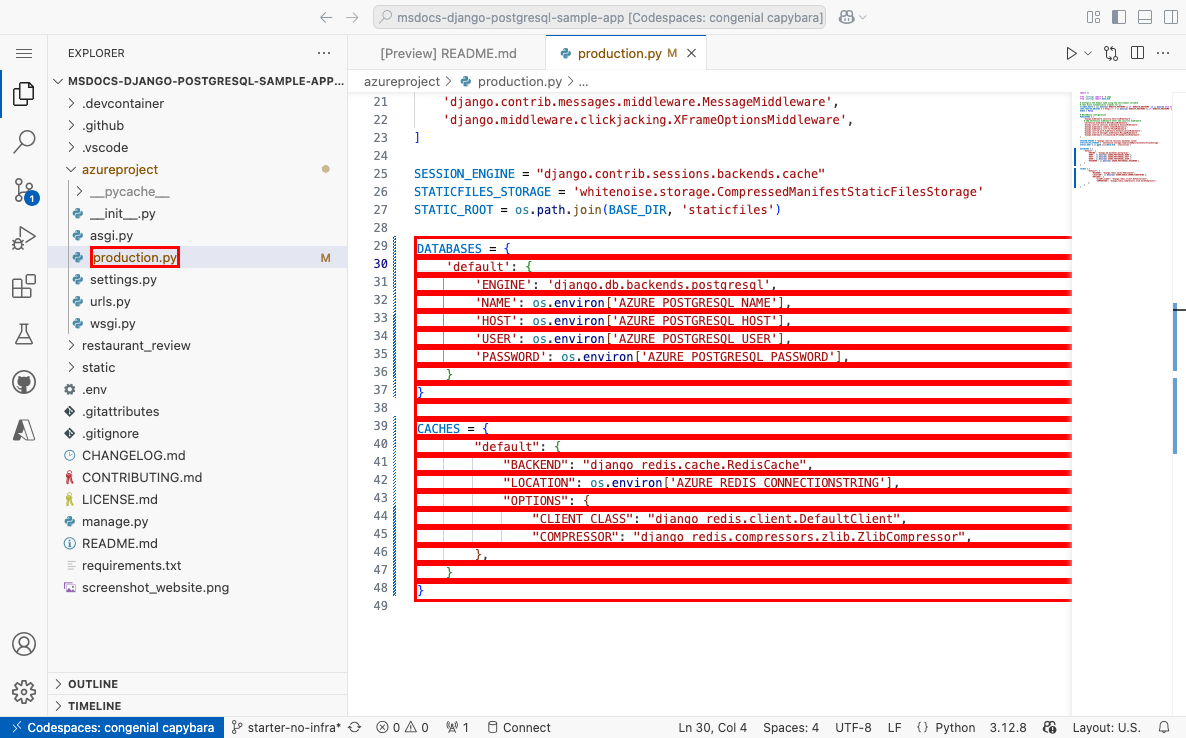 msdocs-django-postgresql-sample-app [Codespaces: congenial capybara]
EXPLORER
MSDOCS-DJANGO-POSTGRESQL-SAMPLE-APP...
.devcontainer
.github
.vscode
azureproject
__pycache__
__init__.py
asgi.py
production.py M
settings.py
urls.py
wsgi.py
restaurant_review
static
.env
.gitattributes
.gitignore
CHANGELOG.md
CONTRIBUTING.md
LICENSE.md
manage.py
README.md
requirements.txt
screenshot_website.png
OUTLINE
TIMELINE
1
[Preview] README.md
production.py M
azureproject > production.py > ...
21 'django.contrib.messages.middleware.MessageMiddleware',
22 'django.middleware.clickjacking.XFrameOptionsMiddleware',
23 ]
24
25 SESSION_ENGINE = "django.contrib.sessions.backends.cache"
26 STATICFILES_STORAGE = 'whitenoise.storage.CompressedManifestStaticFilesStorage'
27 STATIC_ROOT = os.path.join(BASE_DIR, 'staticfiles')
28
29 DATABASES = {
30 'default': {
31 'ENGINE': 'django.db.backends.postgresql',
32 'NAME': os.environ['AZURE_POSTGRESQL_NAME'],
33 'HOST': os.environ['AZURE_POSTGRESQL_HOST'],
34 'USER': os.environ['AZURE_POSTGRESQL_USER'],
35 'PASSWORD': os.environ['AZURE_POSTGRESQL_PASSWORD'],
36 }
37 }
38
39 CACHES = {
40 "default": {
41 "BACKEND": "django_redis.cache.RedisCache",
42 "LOCATION": os.environ['AZURE_REDIS_CONNECTIONSTRING'],
43 "OPTIONS": {
44 "CLIENT_CLASS": "django_redis.client.DefaultClient",
45 "COMPRESSOR": "django_redis.compressors.zlib.ZlibCompressor",
46 },
47 }
48 }
49
Codespaces: congenial capybara starter-no-infra* 0 0 1 Connect Ln 30, Col 4 Spaces: 4 UTF-8 LF {} Python 3.12.8 Layout: U.S.